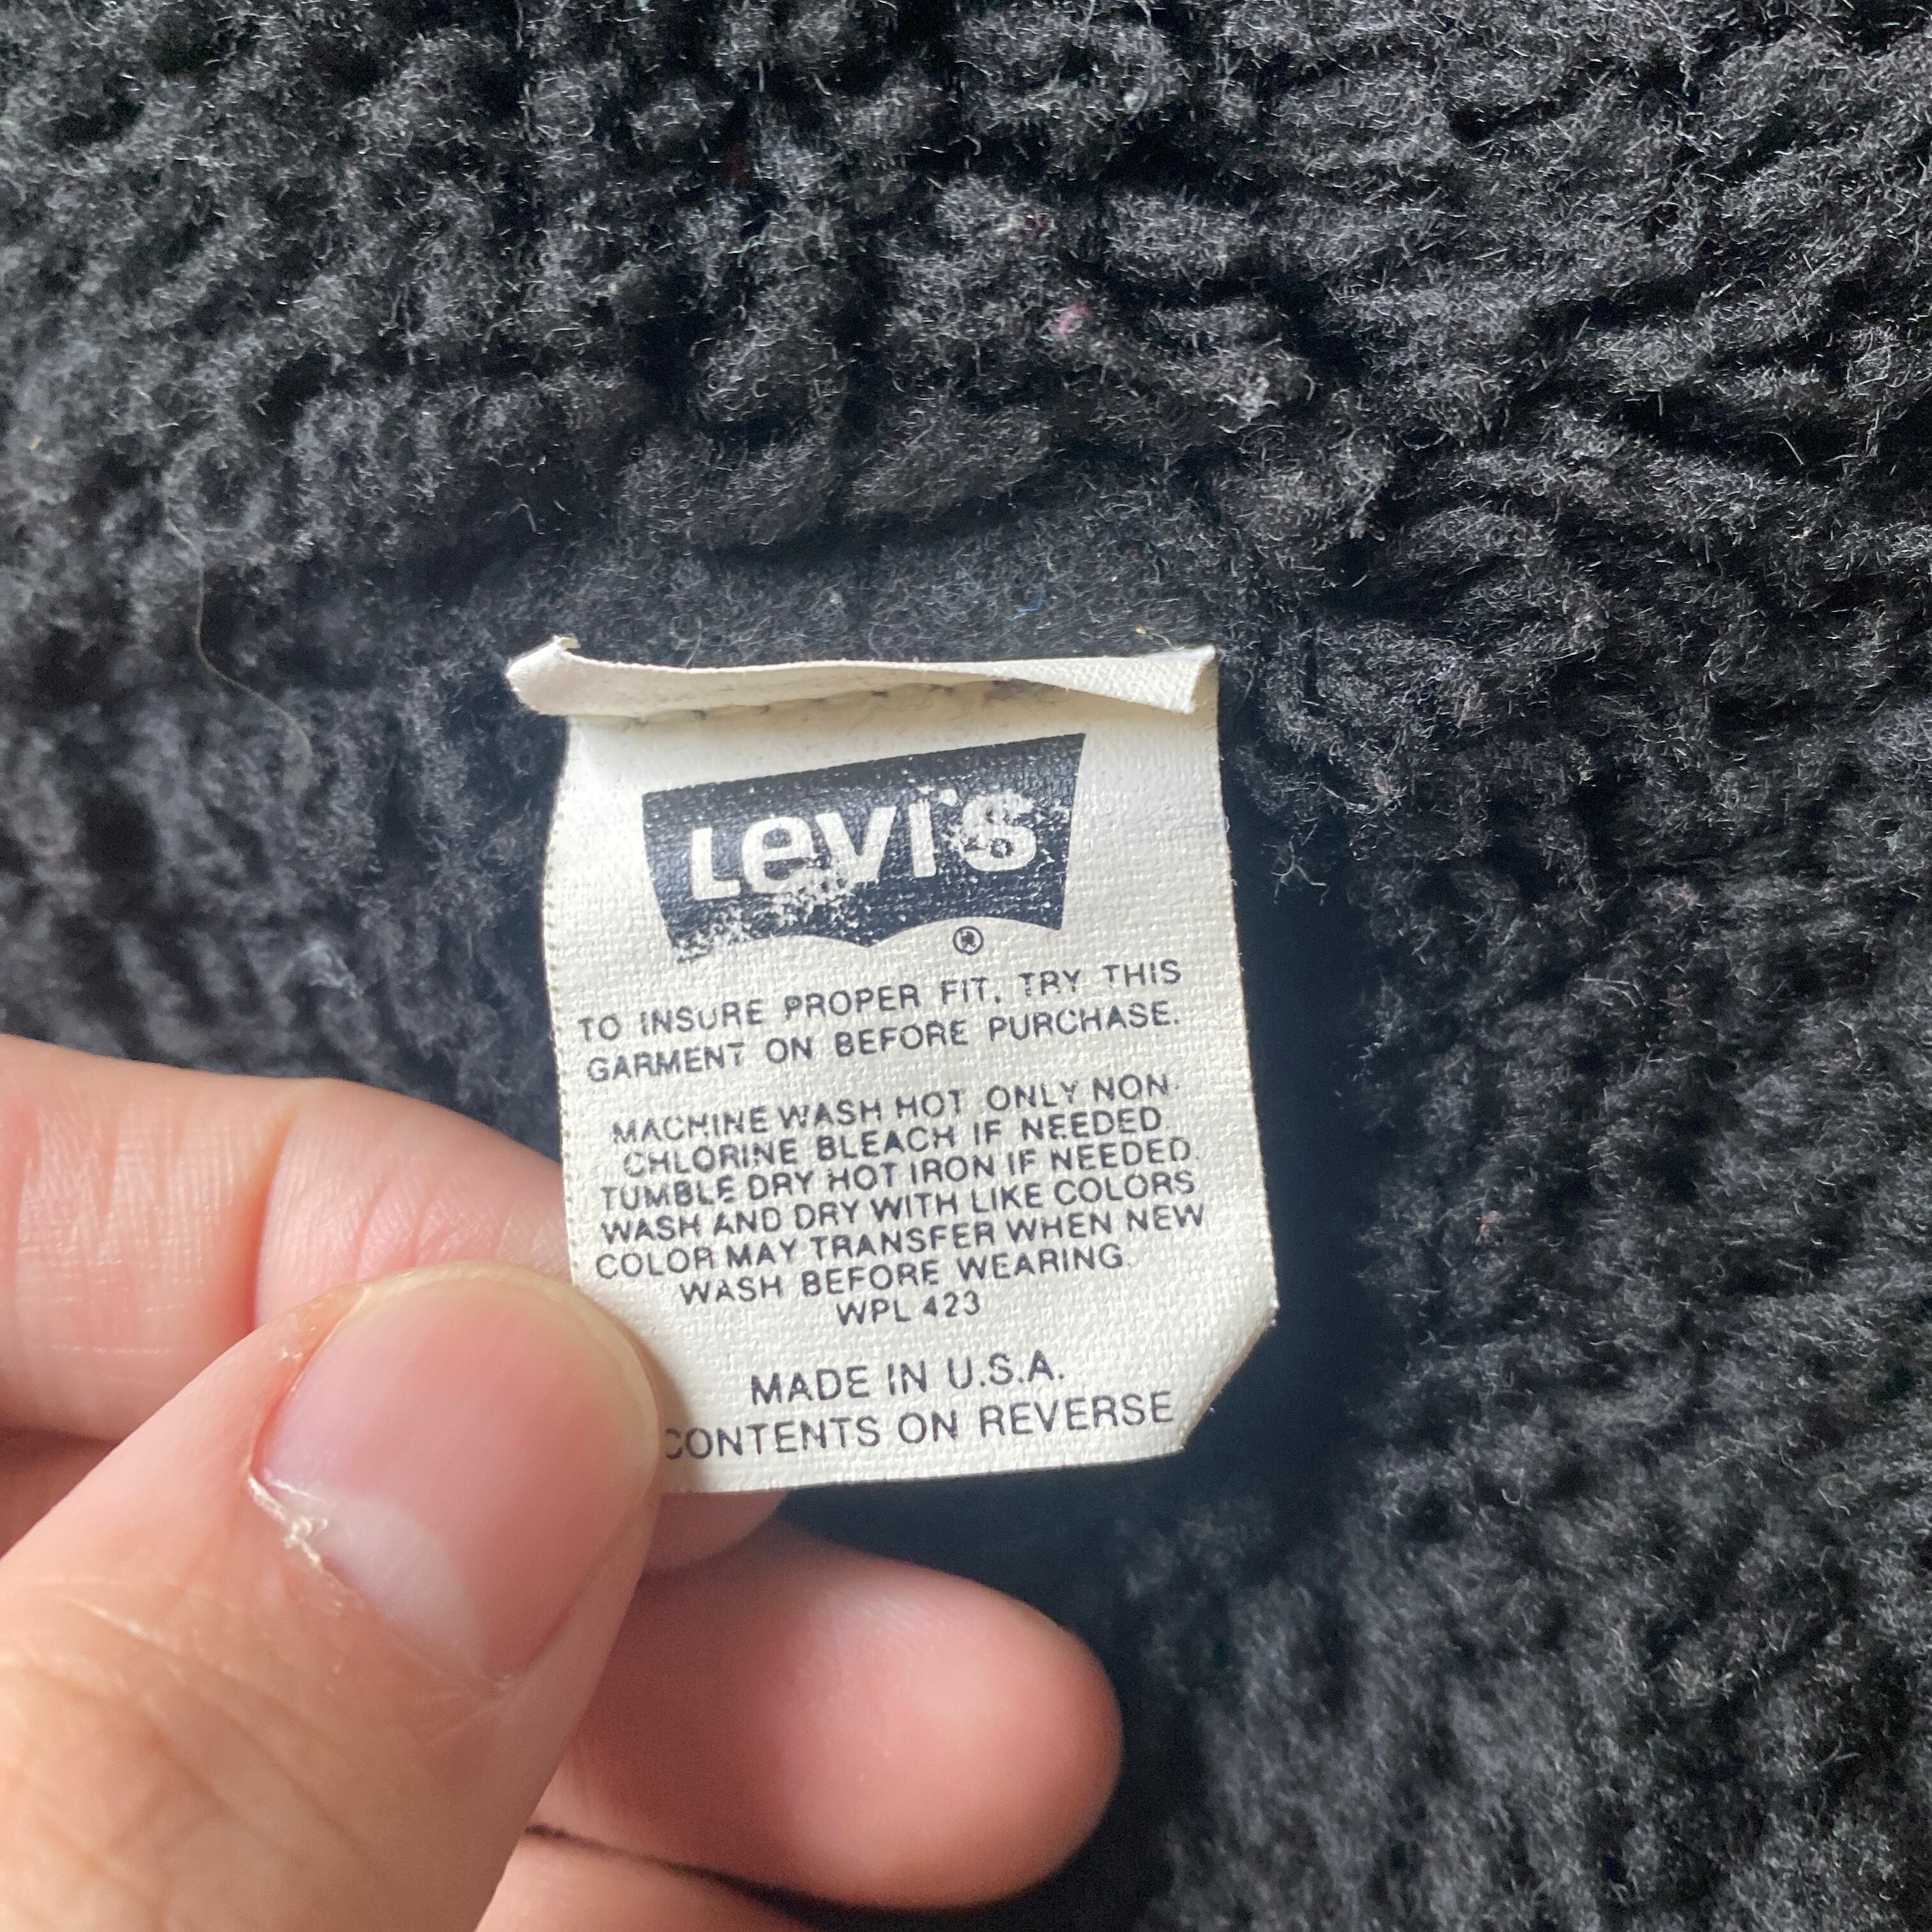 Levi's
®
TO INSURE PROPER FIT, TRY THIS
GARMENT ON BEFORE PURCHASE.
MACHINE WASH HOT ONLY NON-
CHLORINE BLEACH IF NEEDED.
TUMBLE DRY HOT IRON IF NEEDED.
WASH AND DRY WITH LIKE COLORS
COLOR MAY TRANSFER WHEN NEW
WASH BEFORE WEARING.
WPL 423
MADE IN U.S.A.
CONTENTS ON REVERSE